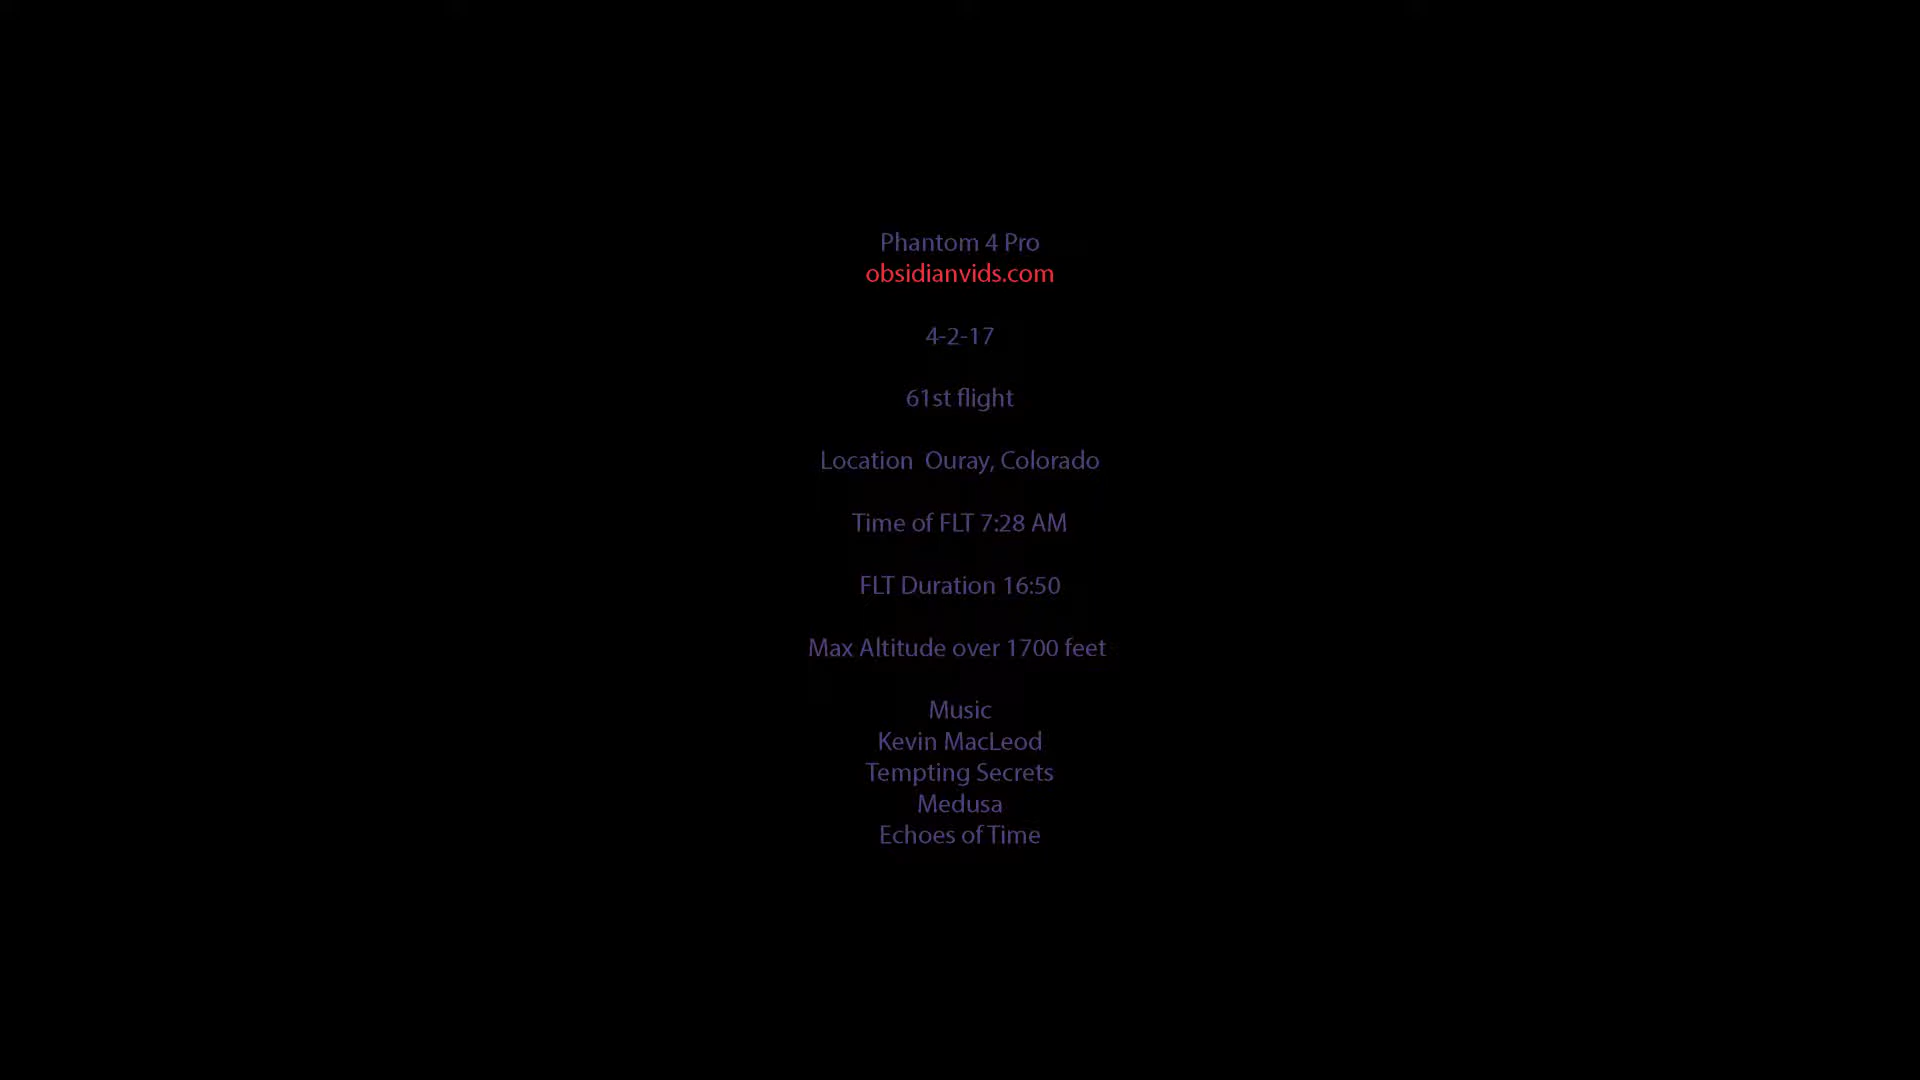 Phantom 4 Pro
obsidianvids.com
4-2-17
61st flight
Location  Ouray, Colorado
Time of FLT 7:28 AM
FLT Duration 16:50
Max Altitude over 1700 feet
Music
Kevin MacLeod
Tempting Secrets
Medusa
Echoes of Time